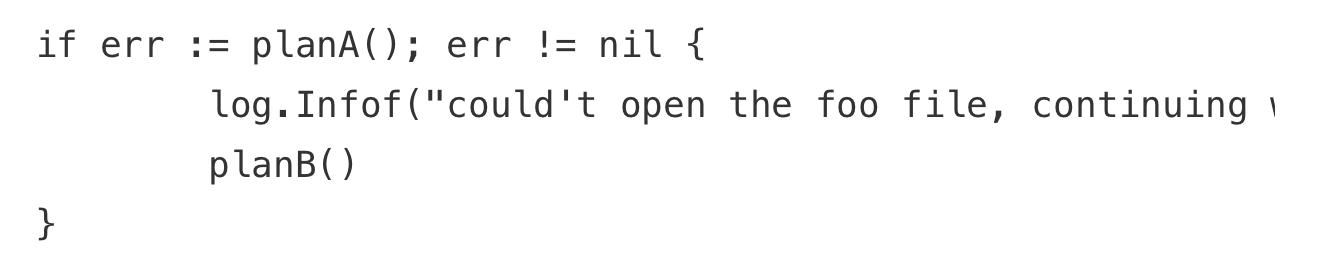 if err := planA(); err != nil {
log.Infof("could't open the foo file, continuing
planB()
}